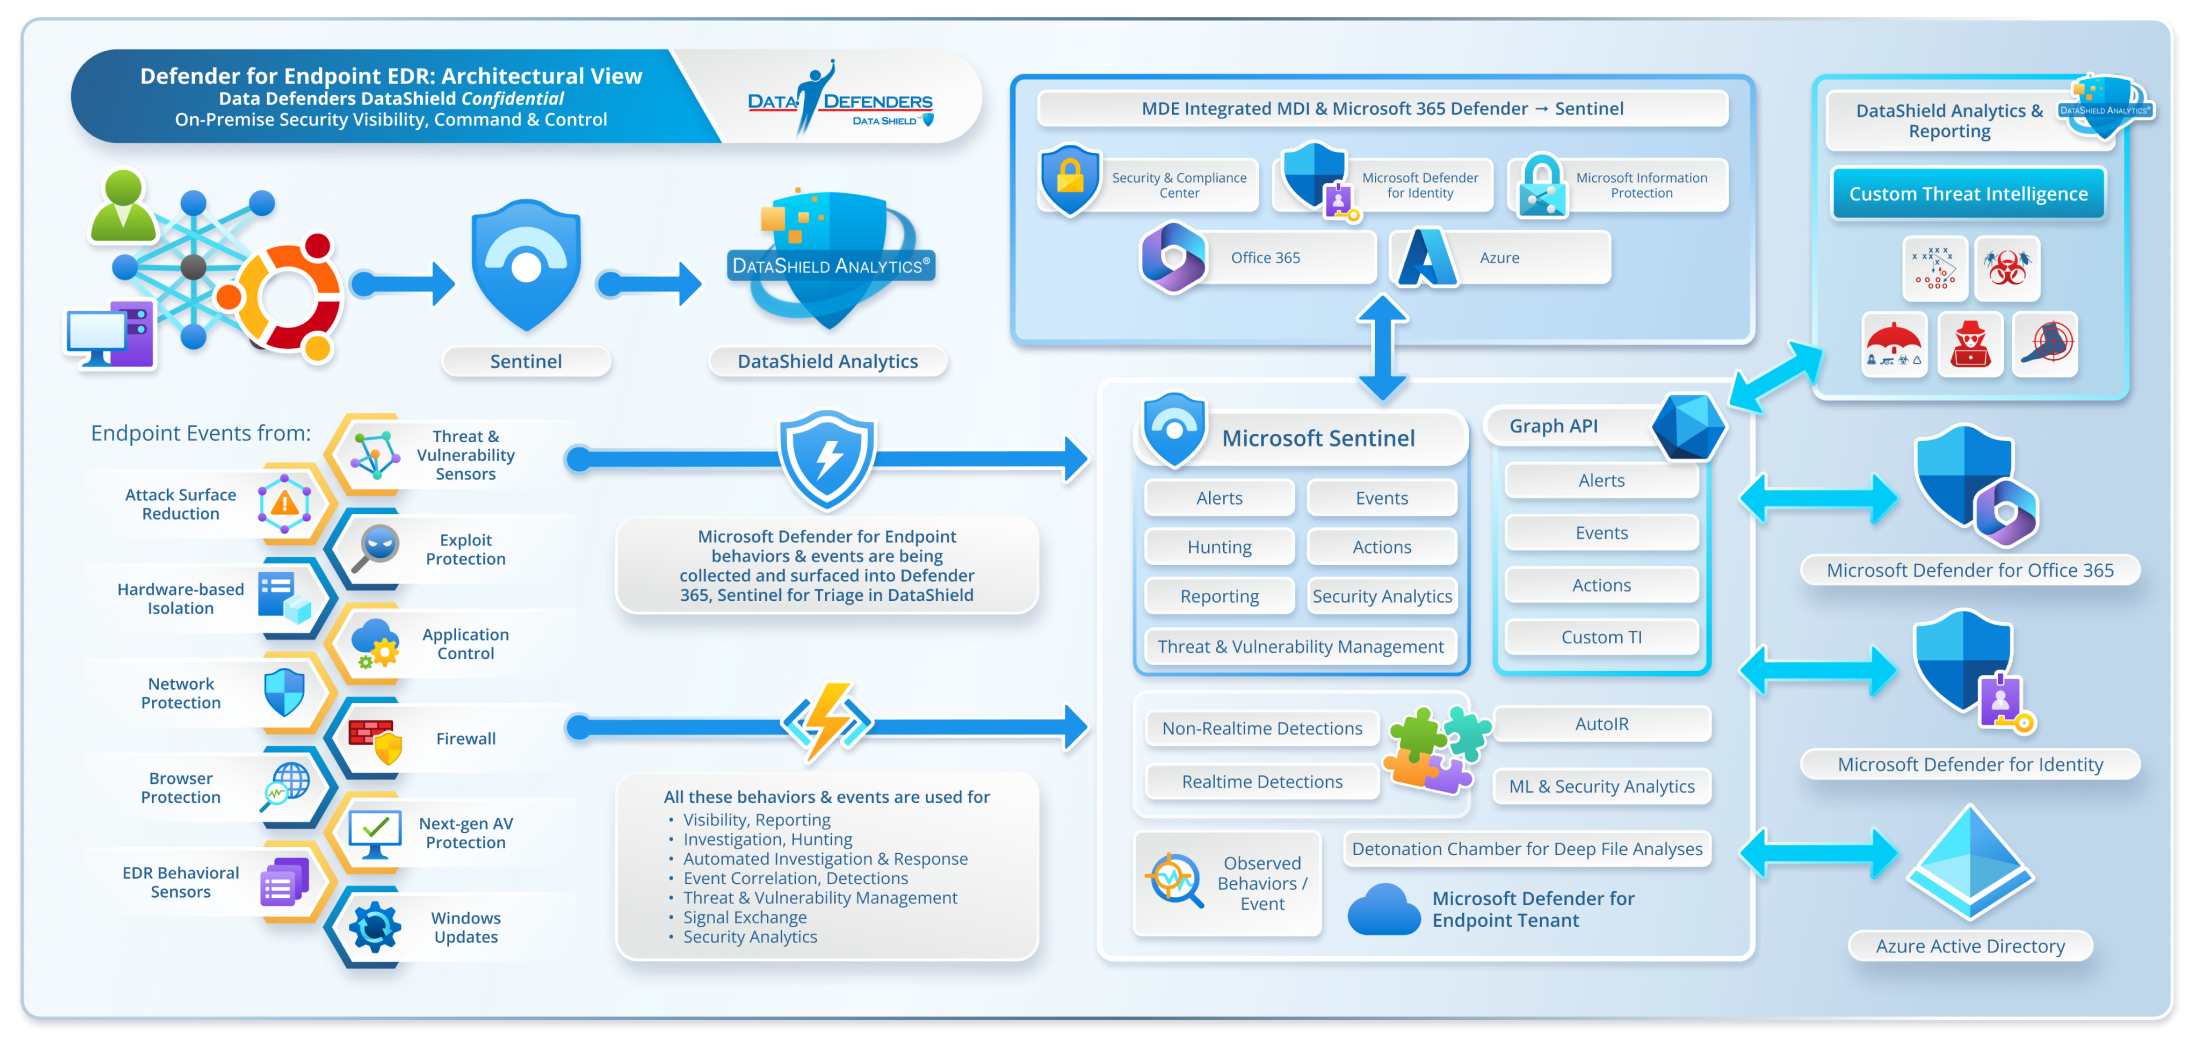 Defender for Endpoint EDR: Architectural View
Data Defenders DataShield Confidential
On-Premise Security Visibility, Command & Control
DATA DEFENDERS
DATA SHIELD
Sentinel
DATASHIELD ANALYTICS®
DataShield Analytics
MDE Integrated MDI & Microsoft 365 Defender → Sentinel
Security & Compliance
Center
Microsoft Defender
for Identity
Microsoft Information
Protection
Office 365
Azure
DataShield Analytics &
Reporting
DATASHIELD ANALYTICS®
Custom Threat Intelligence
Endpoint Events from:
Threat &
Vulnerability
Sensors
Attack Surface
Reduction
Exploit
Protection
Hardware-based
Isolation
Application
Control
Network
Protection
Firewall
Browser
Protection
Next-gen AV
Protection
EDR Behavioral
Sensors
Windows
Updates
Microsoft Defender for Endpoint
behaviors & events are being
collected and surfaced into Defender
365, Sentinel for Triage in DataShield
All these behaviors & events are used for
• Visibility, Reporting
• Investigation, Hunting
• Automated Investigation & Response
• Event Correlation, Detections
• Threat & Vulnerability Management
• Signal Exchange
• Security Analytics
Microsoft Sentinel
Alerts
Events
Hunting
Actions
Reporting
Security Analytics
Threat & Vulnerability Management
Graph API
Alerts
Events
Actions
Custom TI
Non-Realtime Detections
Realtime Detections
AutoIR
ML & Security Analytics
Observed
Behaviors /
Event
Detonation Chamber for Deep File Analyses
Microsoft Defender for
Endpoint Tenant
Microsoft Defender for Office 365
Microsoft Defender for Identity
Azure Active Directory